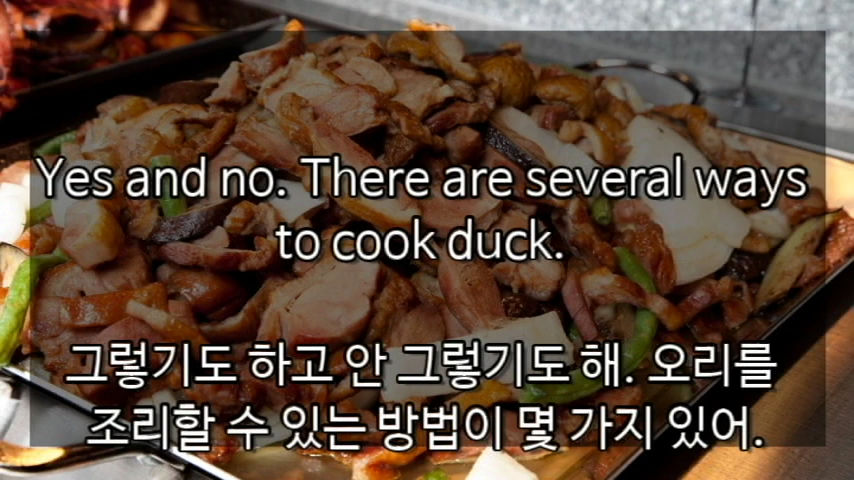 Yes and no. There are several ways
to cook duck.
그렇기도 하고 안 그렇기도 해. 오리를
조리할 수 있는 방법이 몇 가지 있어.